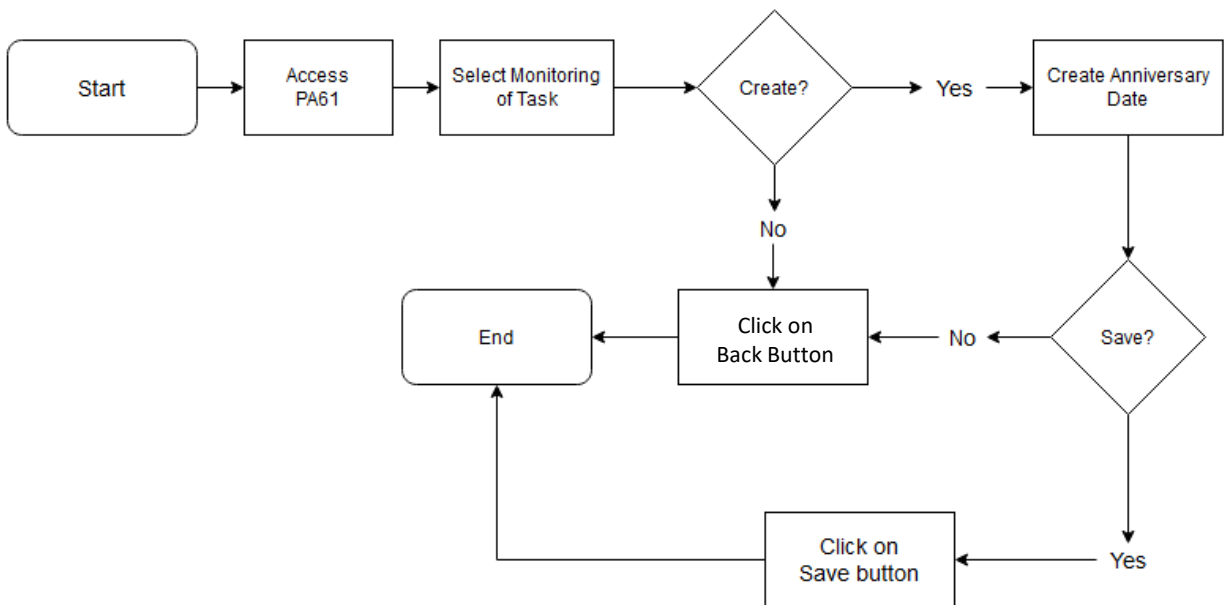 Start
Access
PA61
Select Monitoring
of Task
Create?
Yes
Create Anniversary
Date
No
End
Click on
Back Button
No
Save?
Click on
Save button
Yes